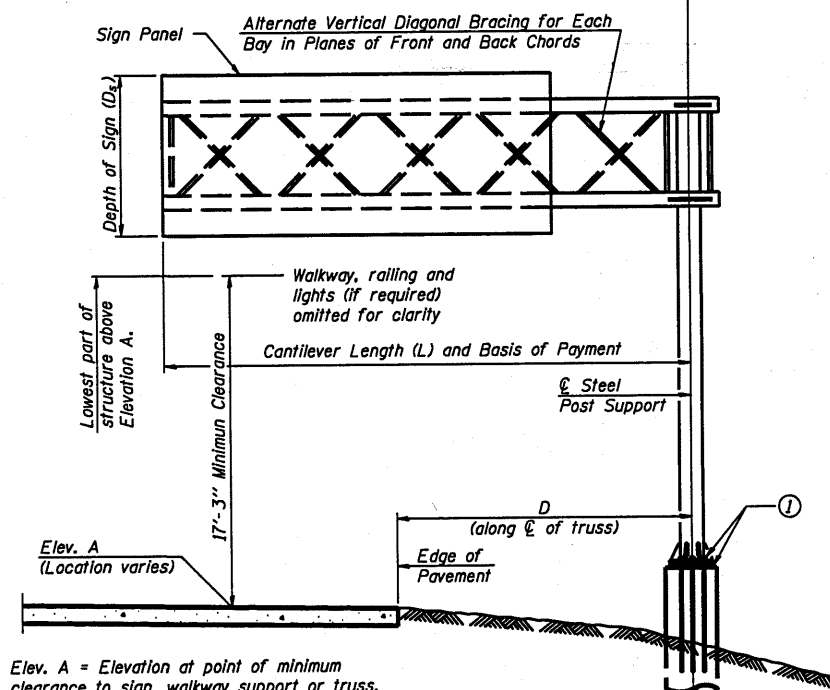 Alternate Vertical Diagonal Bracing for Each
Bay in Planes of Front and Back Chords
Sign Panel
Depth of Sign (Ds)
Walkway, railing and
lights (if required)
omitted for clarity
Lowest part of
structure above
Elevation A.
17'-3" Minimun Clearance
Cantilever Length (L) and Basis of Payment
℄ Steel
Post Support
D
(along ℄ of truss)
1
Elev. A
(Location varies)
Edge of
Pavement
Elev. A = Elevation at point of minimum
clearance to sign, walkway support or truss.